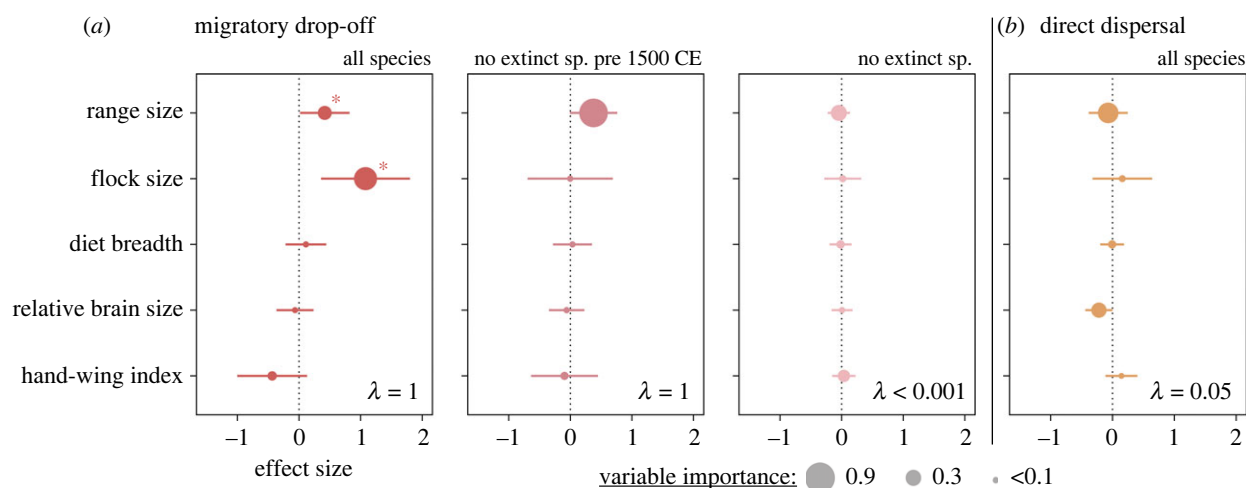 (a) migratory drop-off
(b) direct dispersal
all species
no extinct sp. pre 1500 CE
no extinct sp.
all species
range size
*
flock size
*
diet breadth
relative brain size
hand-wing index
λ = 1
λ = 1
λ < 0.001
λ = 0.05
–1 0 1 2
–1 0 1 2
–1 0 1 2
–1 0 1 2
effect size
variable importance: 0.9 0.3 <0.1